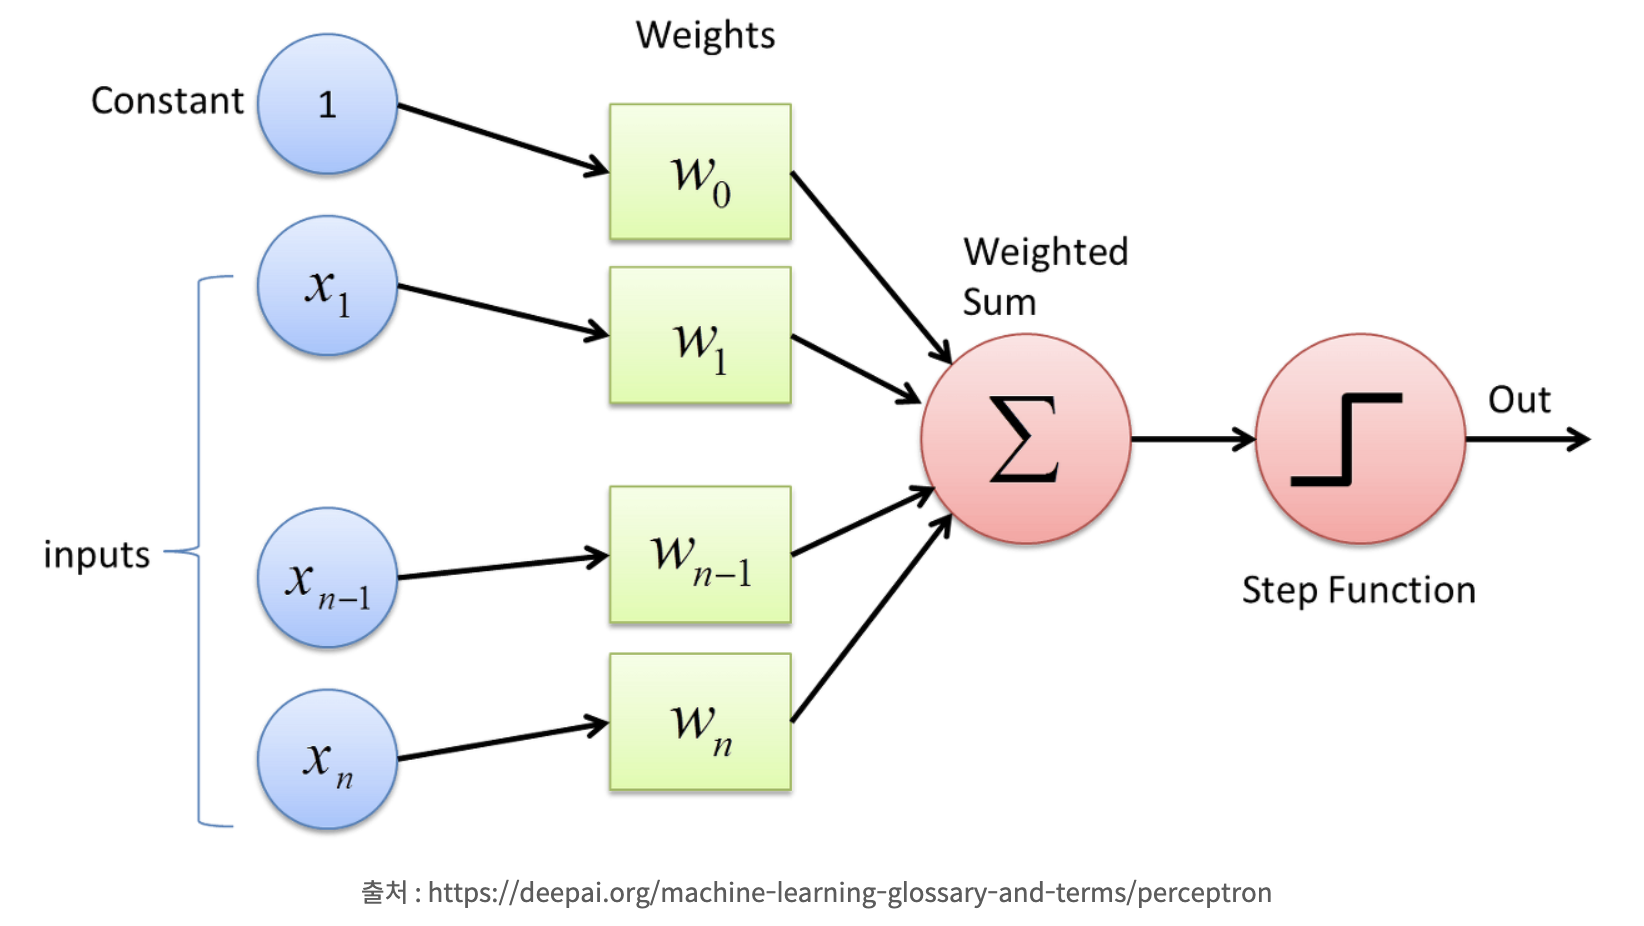 Weights
Constant
1
w₀
x₁
w₁
Weighted
Sum
∑
Out
inputs
xₙ₋₁
wₙ₋₁
Step Function
xₙ
wₙ
출처 : https://deepai.org/machine-learning-glossary-and-terms/perceptron